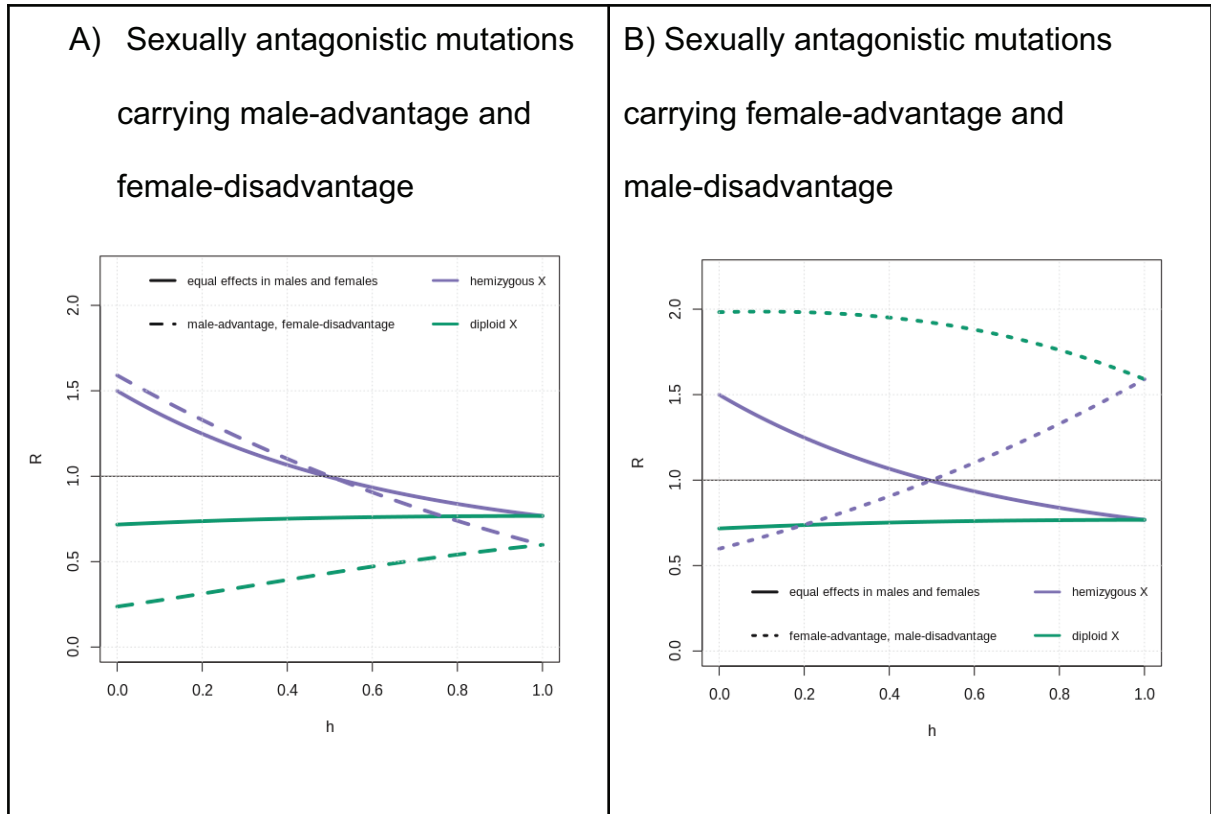 A) Sexually antagonistic mutations
carrying male-advantage and
female-disadvantage
equal effects in males and females
hemizygous X
male-advantage, female-disadvantage
diploid X
2.0
1.5
1.0
0.5
0.0
R
0.0 0.2 0.4 0.6 0.8 1.0
h
B) Sexually antagonistic mutations
carrying female-advantage and
male-disadvantage
2.0
1.5
1.0
0.5
0.0
R
equal effects in males and females
hemizygous X
female-advantage, male-disadvantage
diploid X
0.0 0.2 0.4 0.6 0.8 1.0
h